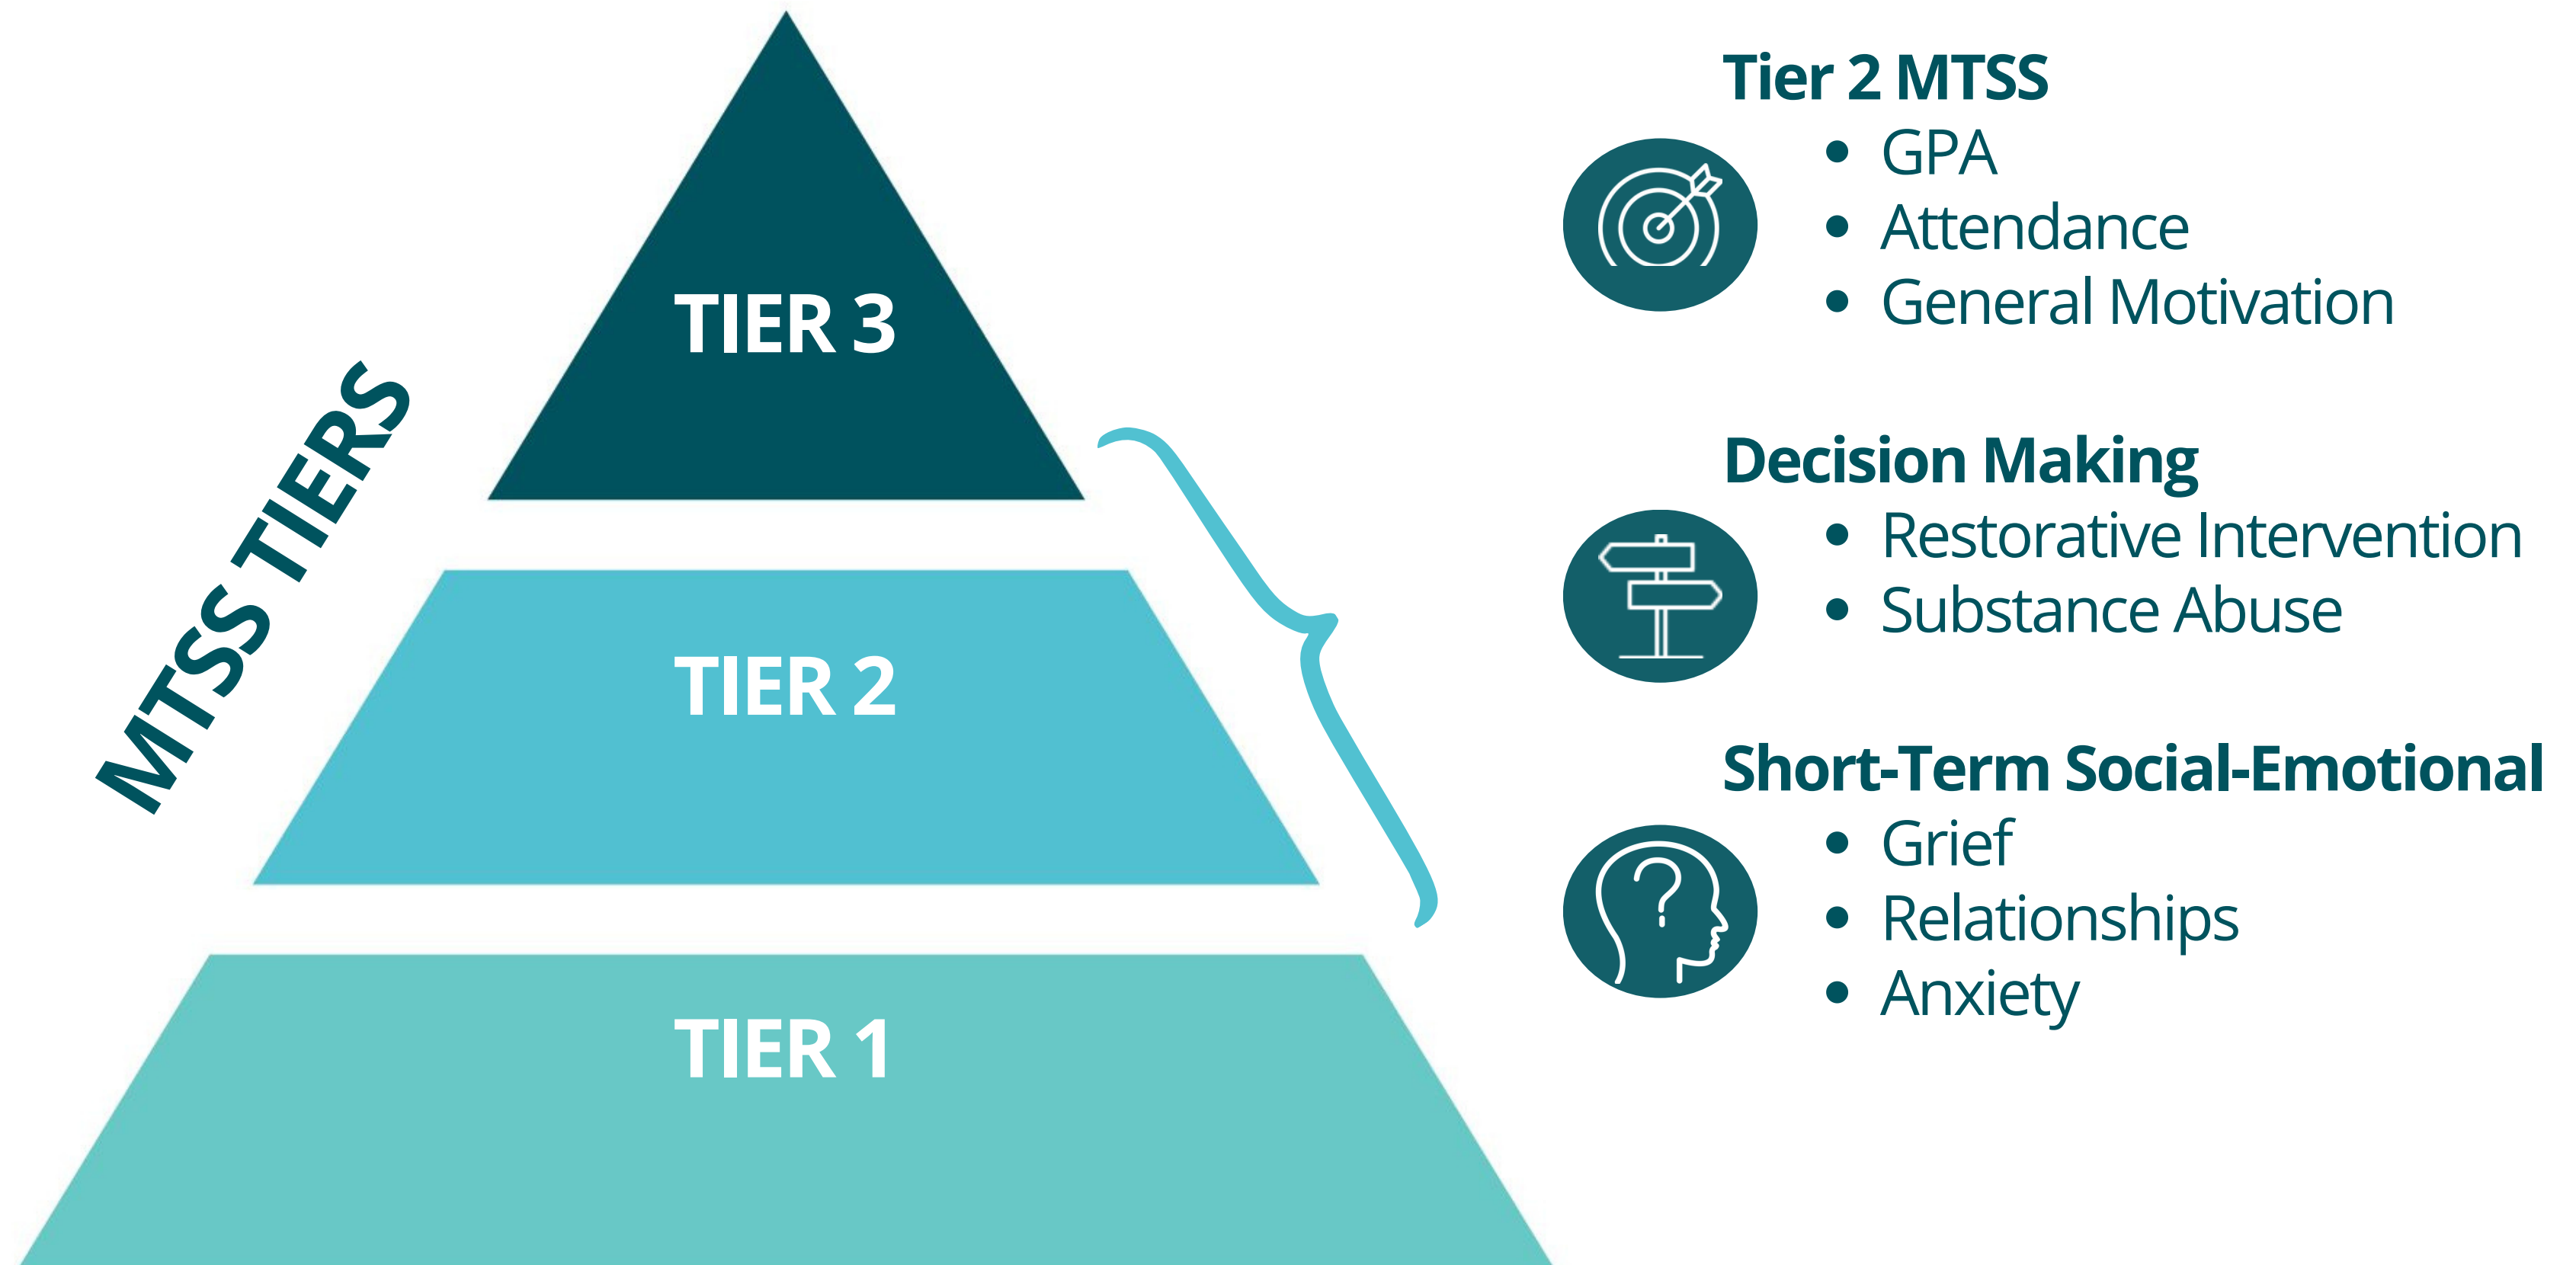 MTSS TIERS
TIER 3
TIER 2
TIER 1
Tier 2 MTSS
• GPA
• Attendance
• General Motivation
Decision Making
• Restorative Intervention
• Substance Abuse
Short-Term Social-Emotional
• Grief
• Relationships
• Anxiety